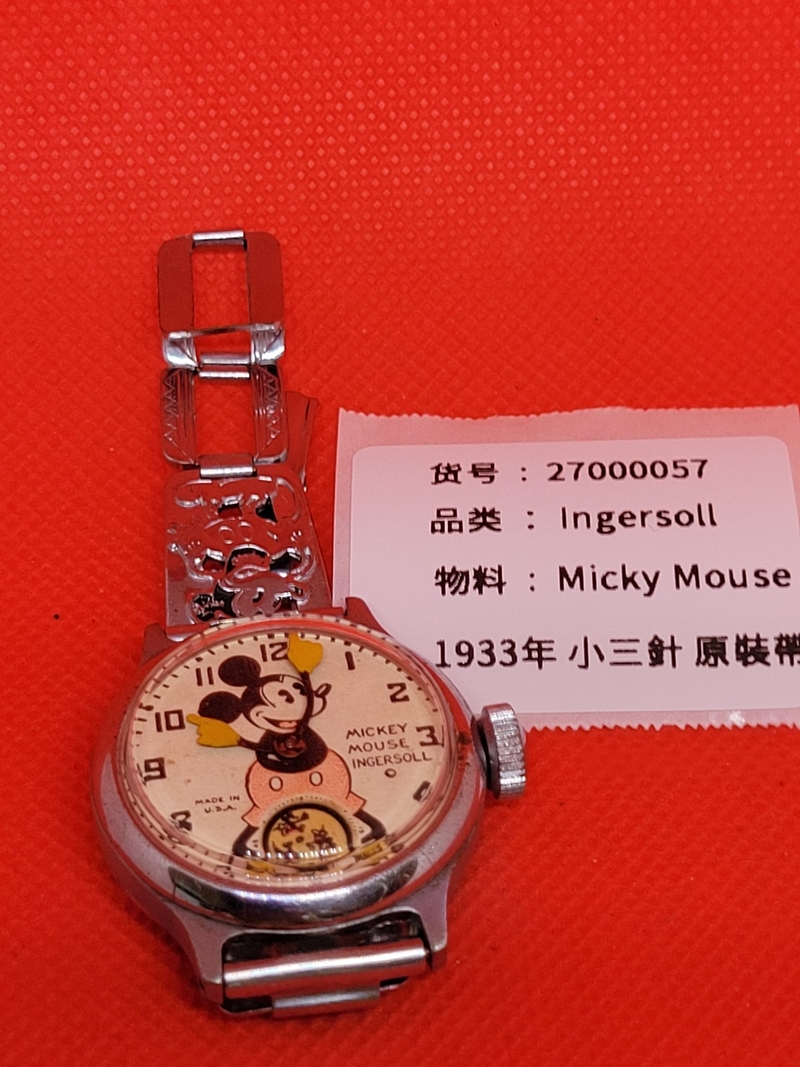 货号 : 27000057
品类 : Ingersoll
物料 : Micky Mouse
1933年 小三針 原裝帶
12
11
1
10
2
9
3
8
MICKEY
MOUSE
INGERSOLL
MADE IN
U.S.A.